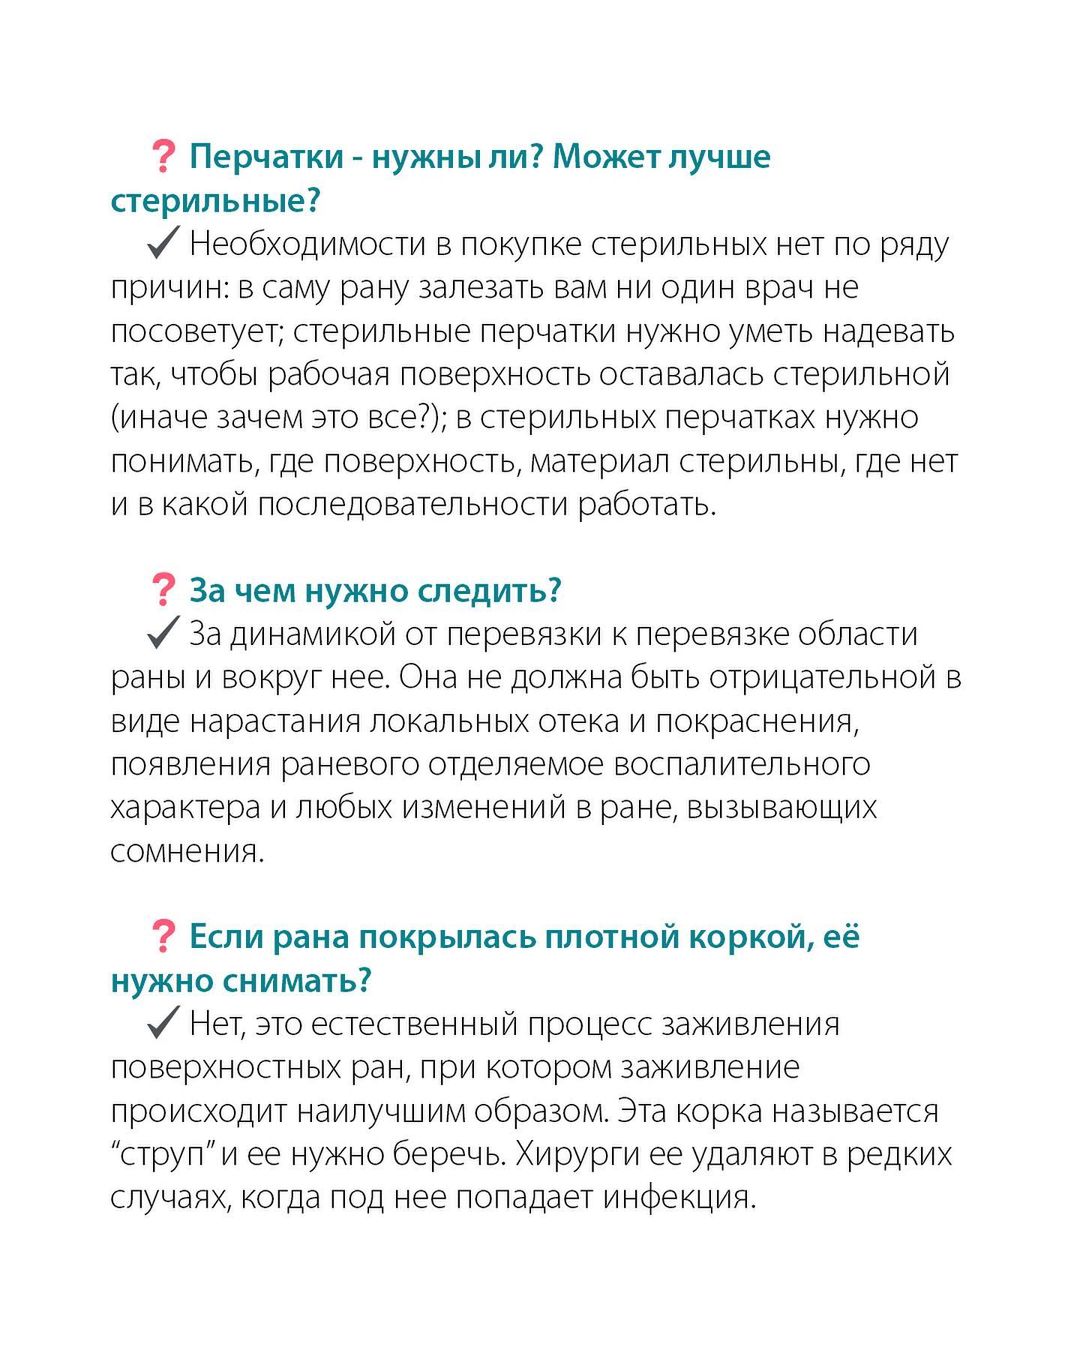 ❓ Перчатки - нужны ли? Может лучше
стерильные?
✓ Необходимости в покупке стерильных нет по ряду
причин: в саму рану залезать вам ни один врач не
посоветует; стерильные перчатки нужно уметь надевать
так, чтобы рабочая поверхность оставалась стерильной
(иначе зачем это все?); в стерильных перчатках нужно
понимать, где поверхность, материал стерильны, где нет
и в какой последовательности работать.
❓ За чем нужно следить?
✓ За динамикой от перевязки к перевязке области
раны и вокруг нее. Она не должна быть отрицательной в
виде нарастания локальных отека и покраснения,
появления раневого отделяемое воспалительного
характера и любых изменений в ране, вызывающих
сомнения.
❓ Если рана покрылась плотной коркой, её
нужно снимать?
✓ Нет, это естественный процесс заживления
поверхностных ран, при котором заживление
происходит наилучшим образом. Эта корка называется
“струп” и ее нужно беречь. Хирурги ее удаляют в редких
случаях, когда под нее попадает инфекция.